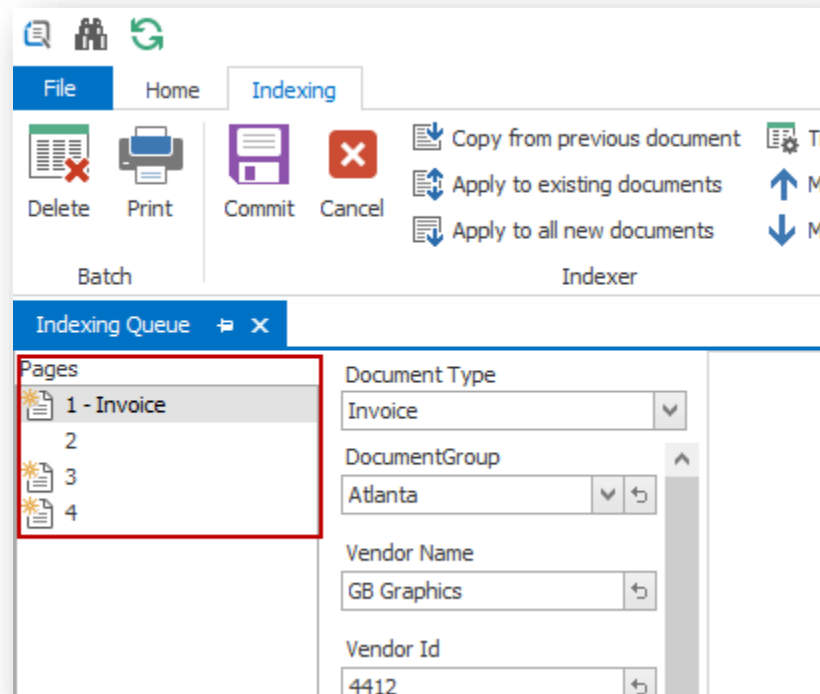 File Home Indexing
Copy from previous document
Apply to existing documents
Apply to all new documents
Delete Print Commit Cancel
Batch Indexer
Indexing Queue
Pages
1 - Invoice
2
3
4
Document Type
Invoice
DocumentGroup
Atlanta
Vendor Name
GB Graphics
Vendor Id
4412